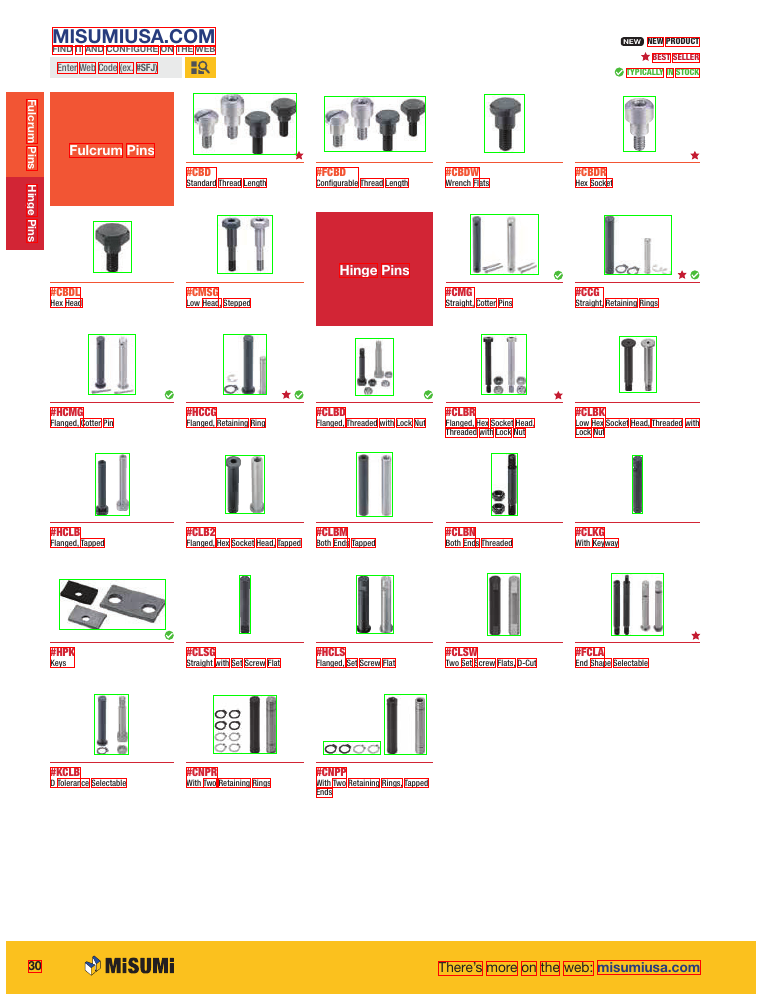 MISUMIUSA.COM
FIND IT AND CONFIGURE ON THE WEB
Enter Web Code (ex. #SFJ)
NEW NEW PRODUCT
BEST SELLER
TYPICALLY IN STOCK
Fulcrum Pins
Hinge Pins
Fulcrum Pins
#CBD
Standard Thread Length
#FCBD
Configurable Thread Length
#CBDW
Wrench Flats
#CBDR
Hex Socket
#CBDL
Hex Head
#CMSG
Low Head, Stepped
Hinge Pins
#CMG
Straight, Cotter Pins
#CCG
Straight, Retaining Rings
#HCMG
Flanged, Cotter Pin
#HCCG
Flanged, Retaining Ring
#CLBD
Flanged, Threaded with Lock Nut
#CLBR
Flanged, Hex Socket Head,
Threaded with Lock Nut
#CLBK
Low Hex Socket Head, Threaded with
Lock Nut
#HCLB
Flanged, Tapped
#CLB2
Flanged, Hex Socket Head, Tapped
#CLBM
Both Ends Tapped
#CLBN
Both Ends Threaded
#CLKG
With Keyway
#HPK
Keys
#CLSG
Straight with Set Screw Flat
#HCLS
Flanged, Set Screw Flat
#CLSW
Two Set Screw Flats, D-Cut
#FCLA
End Shape Selectable
#KCLB
D Tolerance Selectable
#CNPR
With Two Retaining Rings
#CNPP
With Two Retaining Rings, Tapped
Ends
30
MiSUMi
There's more on the web: misumiusa.com